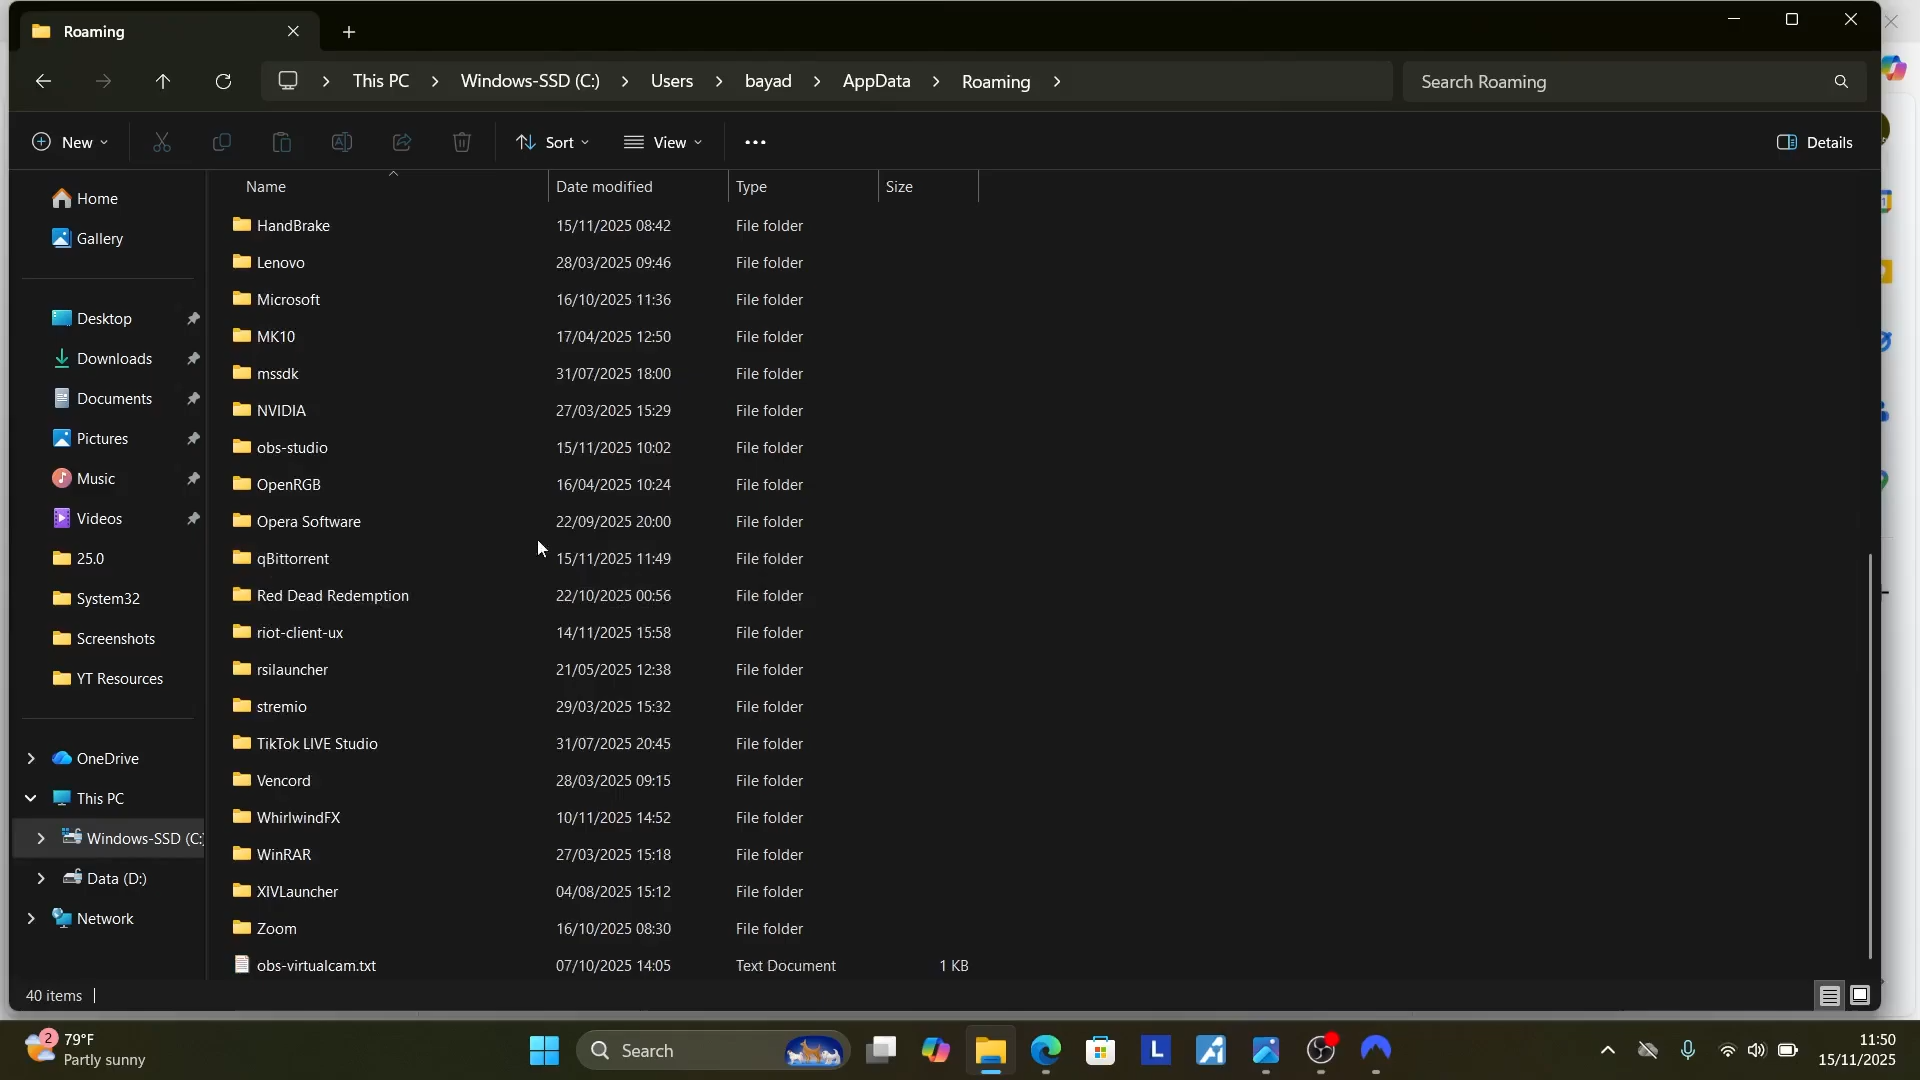 Roaming
This PC
Windows-SSD (C:)
Users
bayad
AppData
Roaming
Search Roaming
New
Sort
View
Details
Name
Date modified
Type
Size
Home
Gallery
Desktop
Downloads
Documents
Pictures
Music
Videos
25.0
System32
Screenshots
YT Resources
OneDrive
This PC
Windows-SSD (C:)
Data (D:)
Network
HandBrake 15/11/2025 08:42 File folder
Lenovo 28/03/2025 09:46 File folder
Microsoft 16/10/2025 11:36 File folder
MK10 17/04/2025 12:50 File folder
mssdk 31/07/2025 18:00 File folder
NVIDIA 27/03/2025 15:29 File folder
obs-studio 15/11/2025 10:02 File folder
OpenRGB 16/04/2025 10:24 File folder
Opera Software 22/09/2025 20:00 File folder
qBittorrent 15/11/2025 11:49 File folder
Red Dead Redemption 22/10/2025 00:56 File folder
riot-client-ux 14/11/2025 15:58 File folder
rsilauncher 21/05/2025 12:38 File folder
stremio 29/03/2025 15:32 File folder
TikTok LIVE Studio 31/07/2025 20:45 File folder
Vencord 28/03/2025 09:15 File folder
WhirlwindFX 10/11/2025 14:52 File folder
WinRAR 27/03/2025 15:18 File folder
XIVLauncher 04/08/2025 15:12 File folder
Zoom 16/10/2025 08:30 File folder
obs-virtualcam.txt 07/10/2025 14:05 Text Document 1 KB
40 items
2
79°F
Partly sunny
Search
L
11:50
15/11/2025